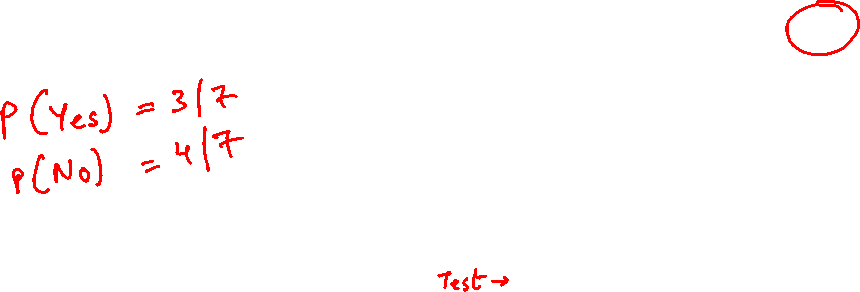 P(Yes) = 3/7
P(No) = 4/7
Test →